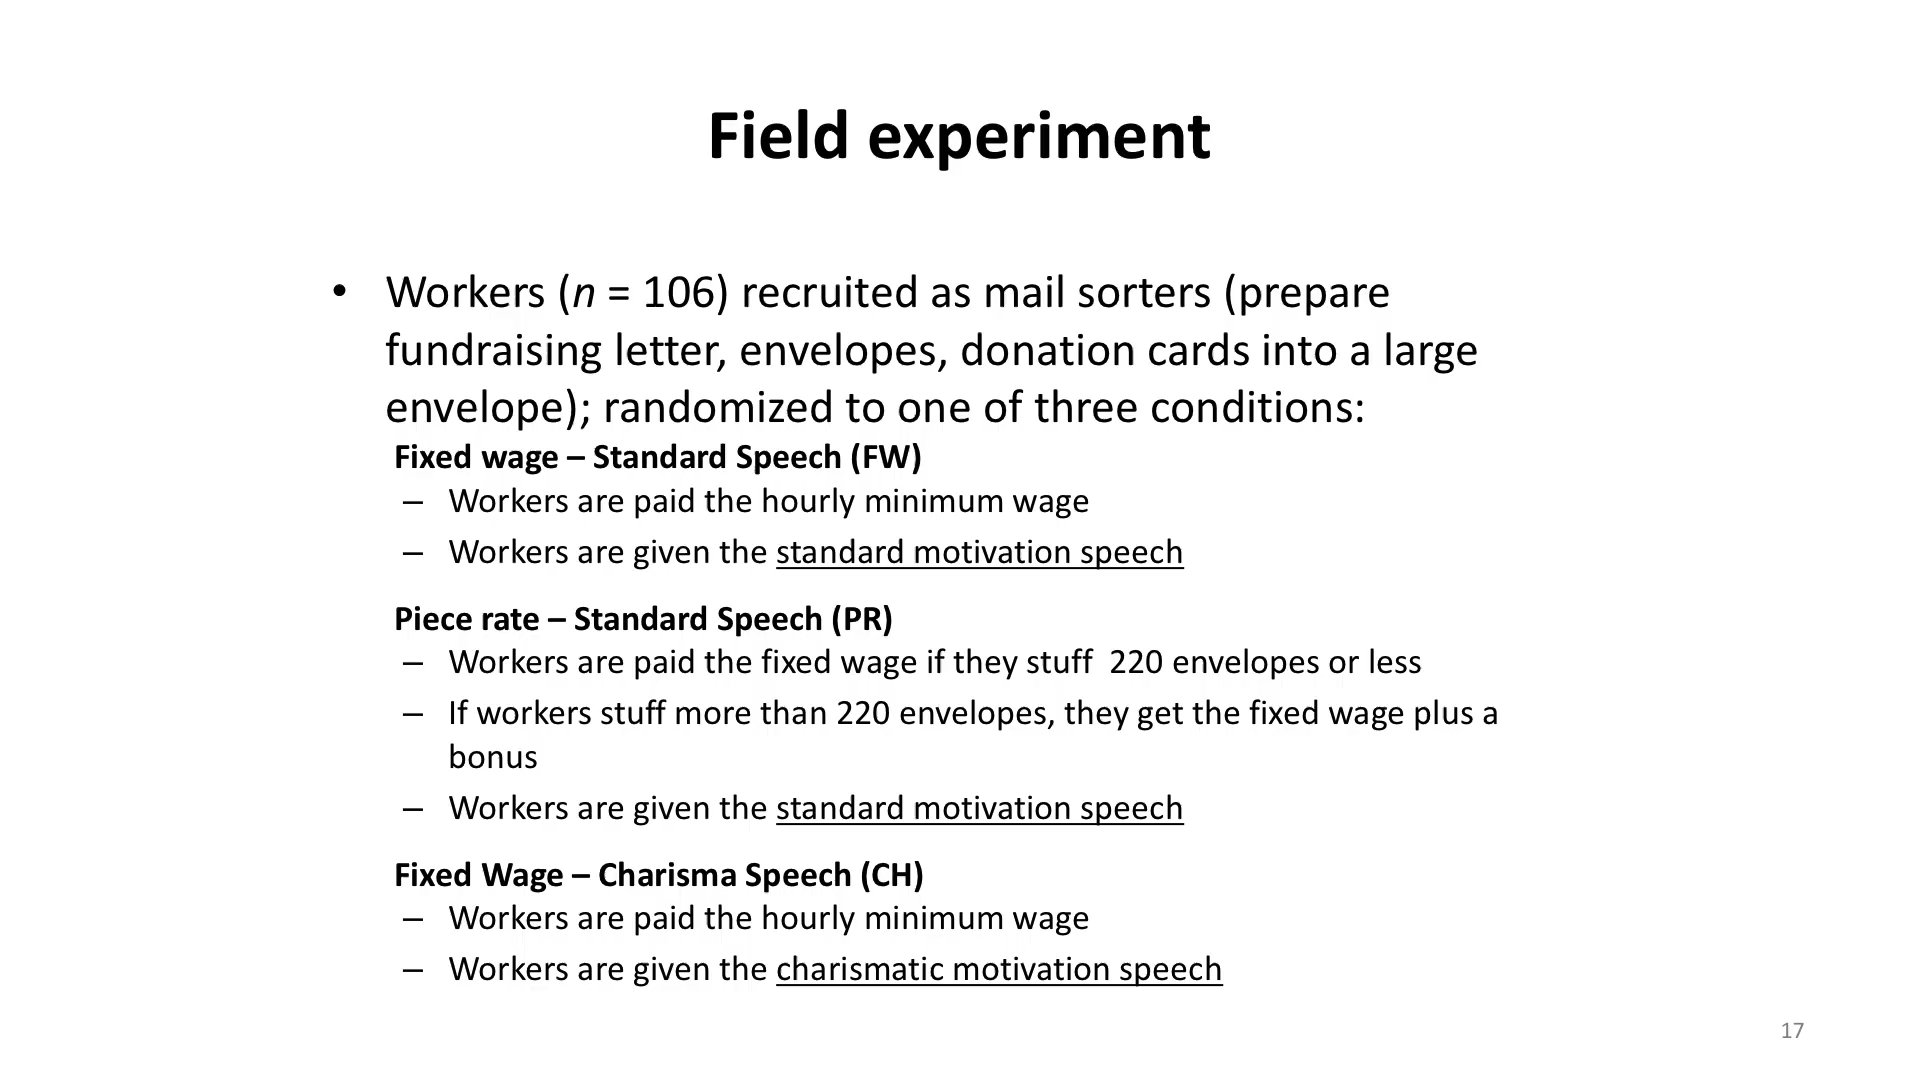 Field experiment
• Workers (n = 106) recruited as mail sorters (prepare
fundraising letter, envelopes, donation cards into a large
envelope); randomized to one of three conditions:
Fixed wage – Standard Speech (FW)
– Workers are paid the hourly minimum wage
– Workers are given the standard motivation speech
Piece rate – Standard Speech (PR)
– Workers are paid the fixed wage if they stuff  220 envelopes or less
– If workers stuff more than 220 envelopes, they get the fixed wage plus a
bonus
– Workers are given the standard motivation speech
Fixed Wage – Charisma Speech (CH)
– Workers are paid the hourly minimum wage
– Workers are given the charismatic motivation speech
17